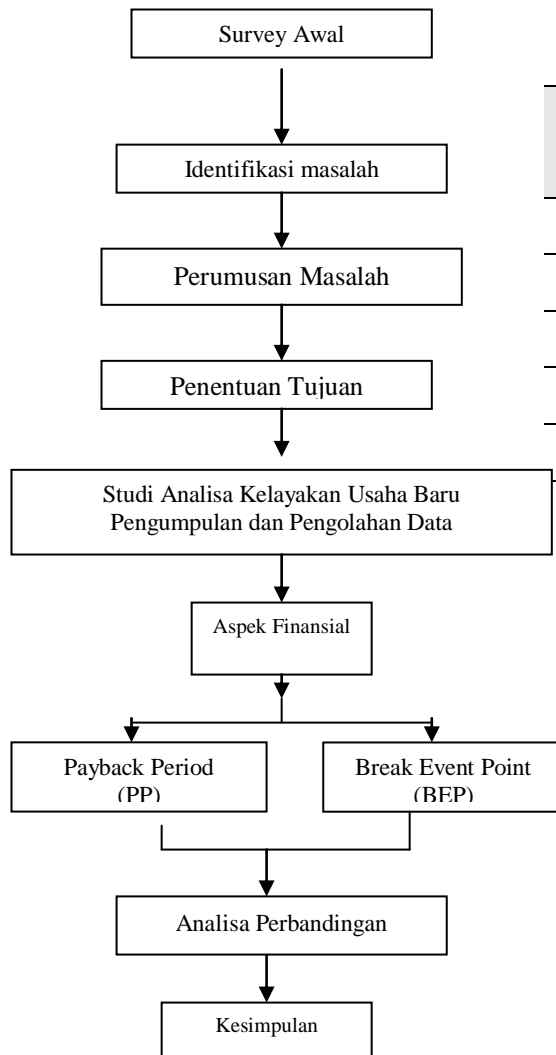 Survey Awal
Identifikasi masalah
Perumusan Masalah
Penentuan Tujuan
Studi Analisa Kelayakan Usaha Baru
Pengumpulan dan Pengolahan Data
Aspek Finansial
Payback Period
(PP)
Break Event Point
(BEP)
Analisa Perbandingan
Kesimpulan